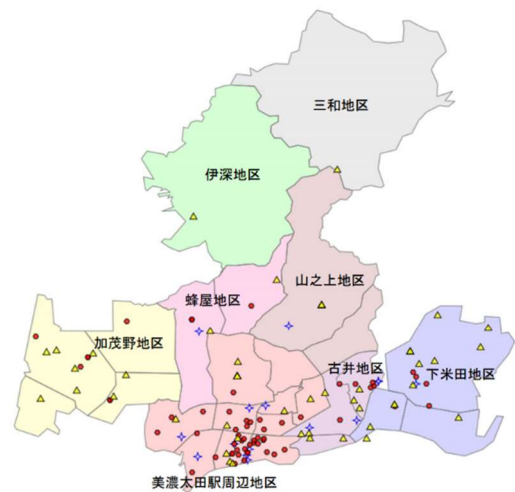 三和地区
伊深地区
山之上地区
蜂屋地区
加茂野地区
古井地区
下米田地区
美濃太田駅周辺地区